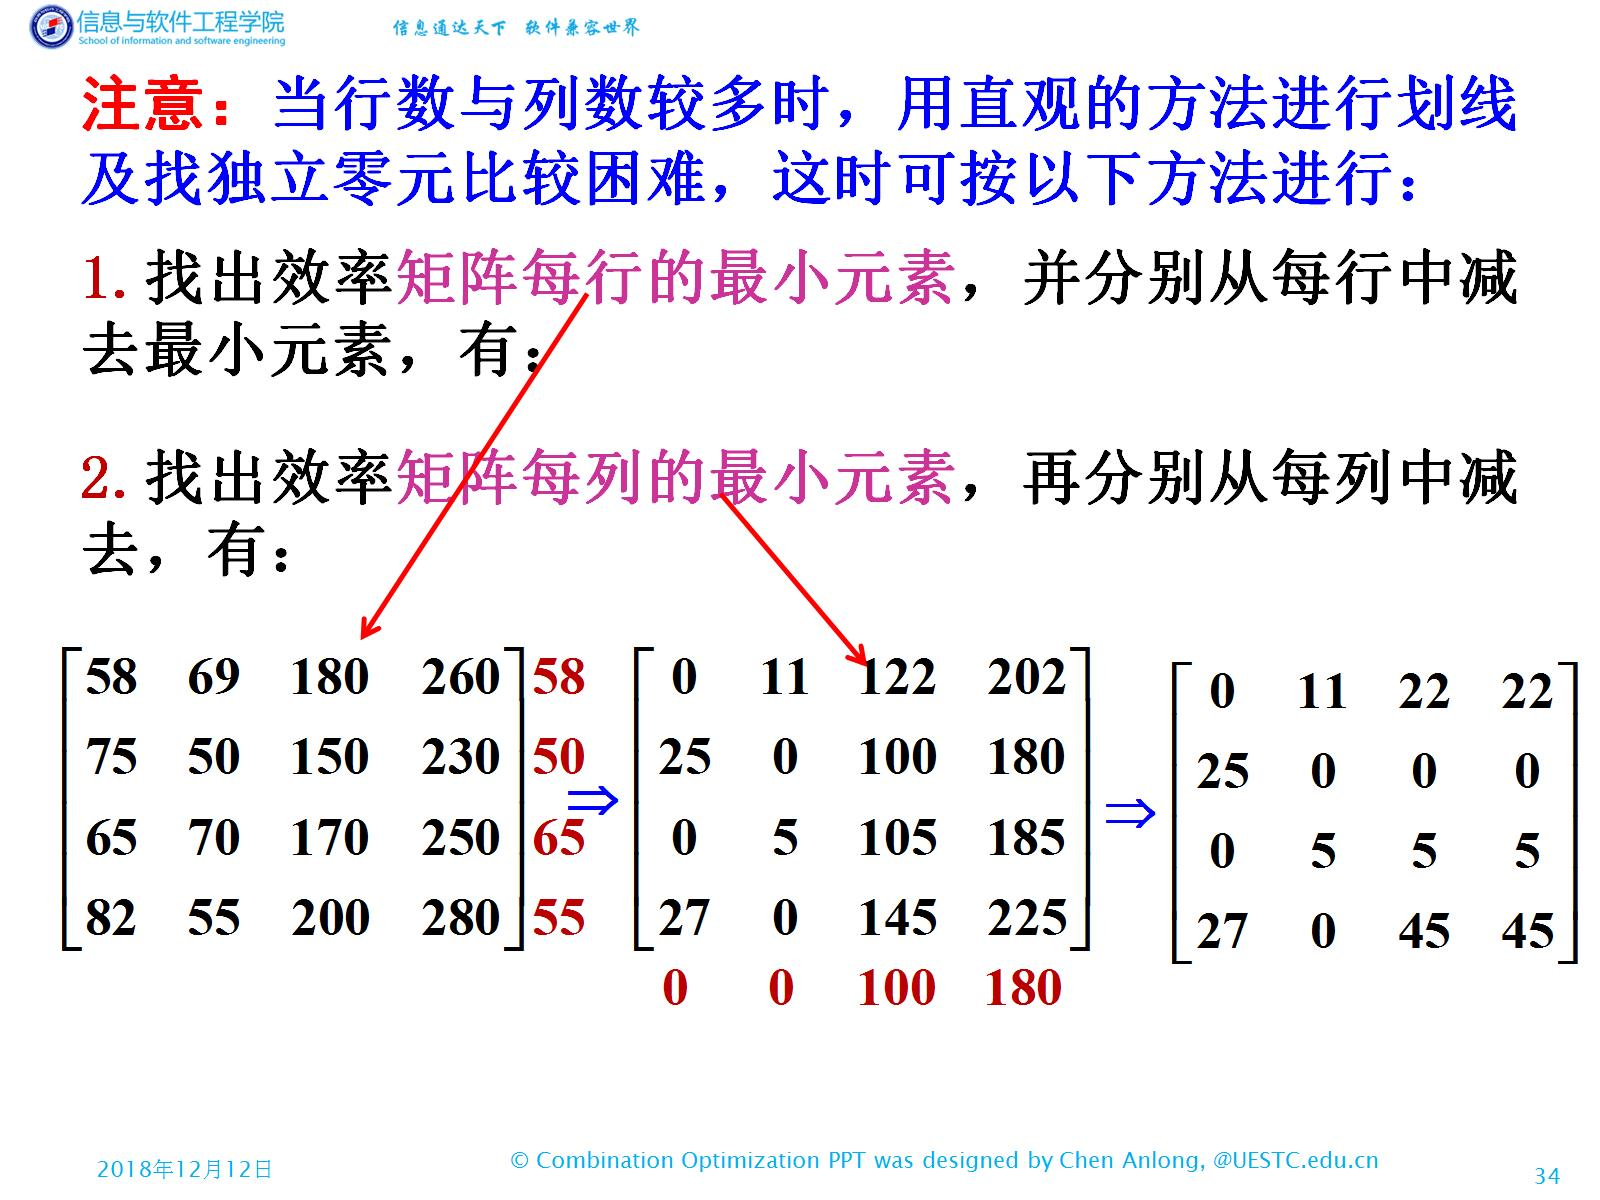 信息与软件工程学院
School of information and software engineering
信息通达天下 软件兼容世界
注意：当行数与列数较多时，用直观的方法进行划线
及找独立零元比较困难，这时可按以下方法进行：
1.找出效率矩阵每行的最小元素，并分别从每行中减
去最小元素，有：
2.找出效率矩阵每列的最小元素，再分别从每列中减
去，有：
58 69 180 260 58
75 50 150 230 50
65 70 170 250 65
82 55 200 280 55
⇒
0 11 122 202
25 0 100 180
0 5 105 185
27 0 145 225
0 0 100 180
⇒
0 11 22 22
25 0 0 0
0 5 5 5
27 0 45 45
2018年12月12日
© Combination Optimization PPT was designed by Chen Anlong, @UESTC.edu.cn
34